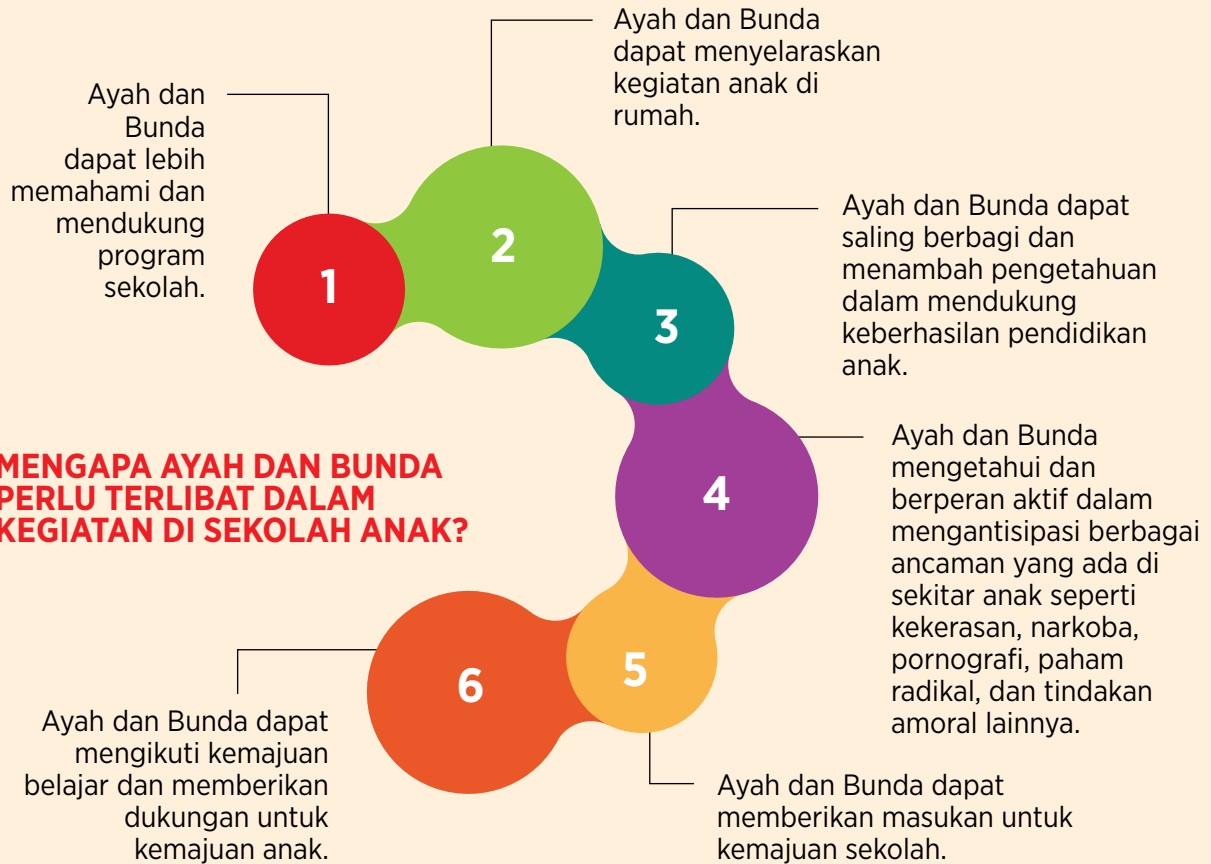 MENGAPA AYAH DAN BUNDA
PERLU TERLIBAT DALAM
KEGIATAN DI SEKOLAH ANAK?
1
Ayah dan
Bunda
dapat lebih
memahami dan
mendukung
program
sekolah.
2
Ayah dan Bunda
dapat menyelaraskan
kegiatan anak di
rumah.
3
Ayah dan Bunda dapat
saling berbagi dan
menambah pengetahuan
dalam mendukung
keberhasilan pendidikan
anak.
4
Ayah dan Bunda
mengetahui dan
berperan aktif dalam
mengantisipasi berbagai
ancaman yang ada di
sekitar anak seperti
kekerasan, narkoba,
pornografi, paham
radikal, dan tindakan
amoral lainnya.
5
Ayah dan Bunda dapat
memberikan masukan untuk
kemajuan sekolah.
6
Ayah dan Bunda dapat
mengikuti kemajuan
belajar dan memberikan
dukungan untuk
kemajuan anak.